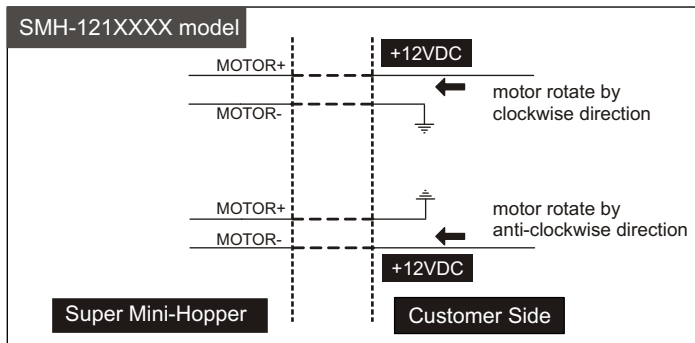 SMH-121XXXX model
+12VDC
MOTOR+
motor rotate by
clockwise direction
MOTOR-
MOTOR+
motor rotate by
anti-clockwise direction
MOTOR-
+12VDC
Super Mini-Hopper
Customer Side